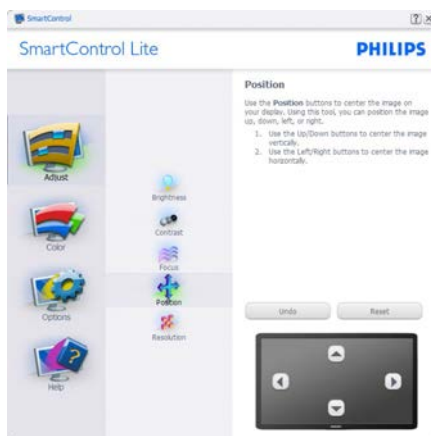 SmartControl
SmartControl Lite
PHILIPS
Adjust
Color
Options
Help
Brightness
Contrast
Focus
Position
Resolution
Position
Use the Position buttons to center the image on
your display. Using this tool, you can position the image
up, down, left, or right.
1. Use the Up/Down buttons to center the image
vertically.
2. Use the Left/Right buttons to center the image
horizontally.
Undo
Reset